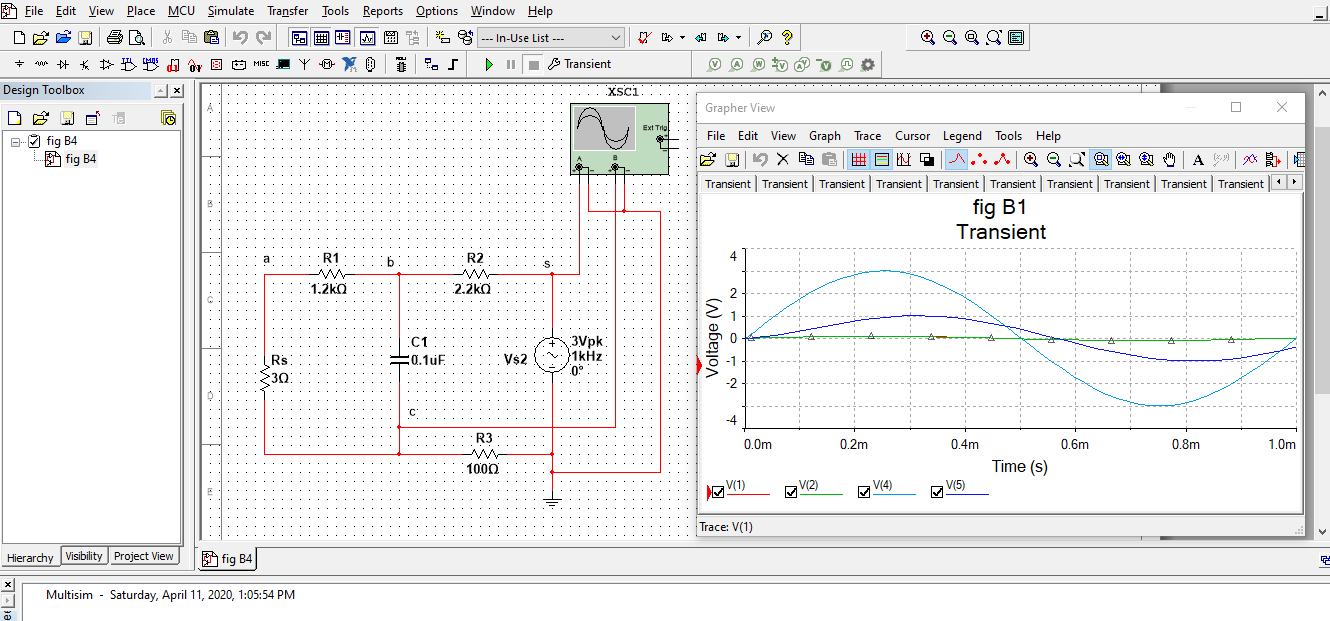 File Edit View Place MCU Simulate Transfer Tools Reports Options Window Help
--- In-Use List ---
MISC
Transient
Design Toolbox
fig B4
fig B4
XSC1
Ext Trig
A B
A
B
C
D
E
a R1 b R2 s
1.2kΩ 2.2kΩ
C1
0.1uF
Rs
3Ω
Vs2
3Vpk
1kHz
0°
c
R3
100Ω
Grapher View
File Edit View Graph Trace Cursor Legend Tools Help
A
Transient Transient Transient Transient Transient Transient Transient Transient Transient Transient
fig B1
Transient
Voltage (V)
4
2
1
0
-1
-2
-4
0.0m 0.2m 0.4m 0.6m 0.8m 1.0m
Time (s)
V(1) V(2) V(4) V(5)
Trace: V(1)
Hierarchy Visibility Project View
fig B4
Multisim - Saturday, April 11, 2020, 1:05:54 PM